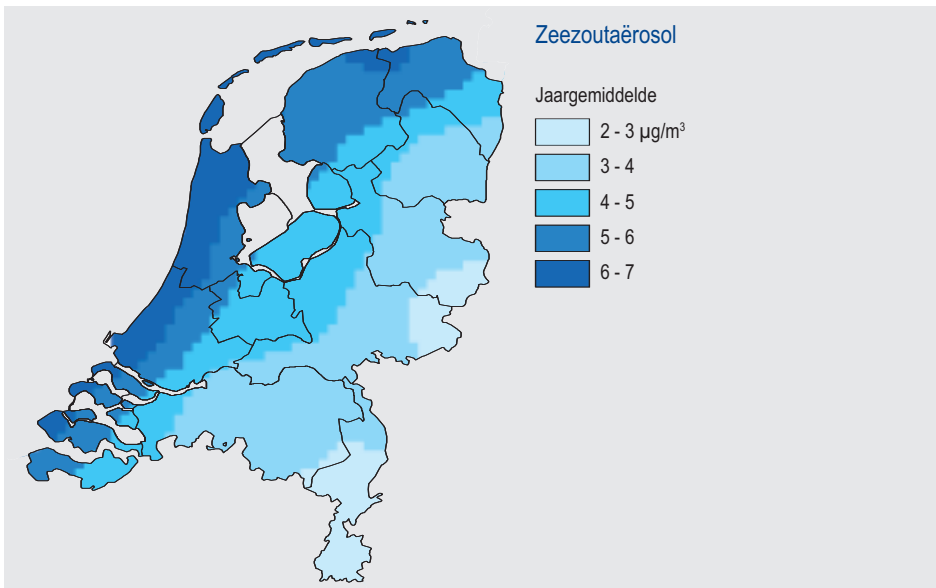 Zeezoutaërosol
Jaargemiddelde
2 - 3 µg/m³
3 - 4
4 - 5
5 - 6
6 - 7